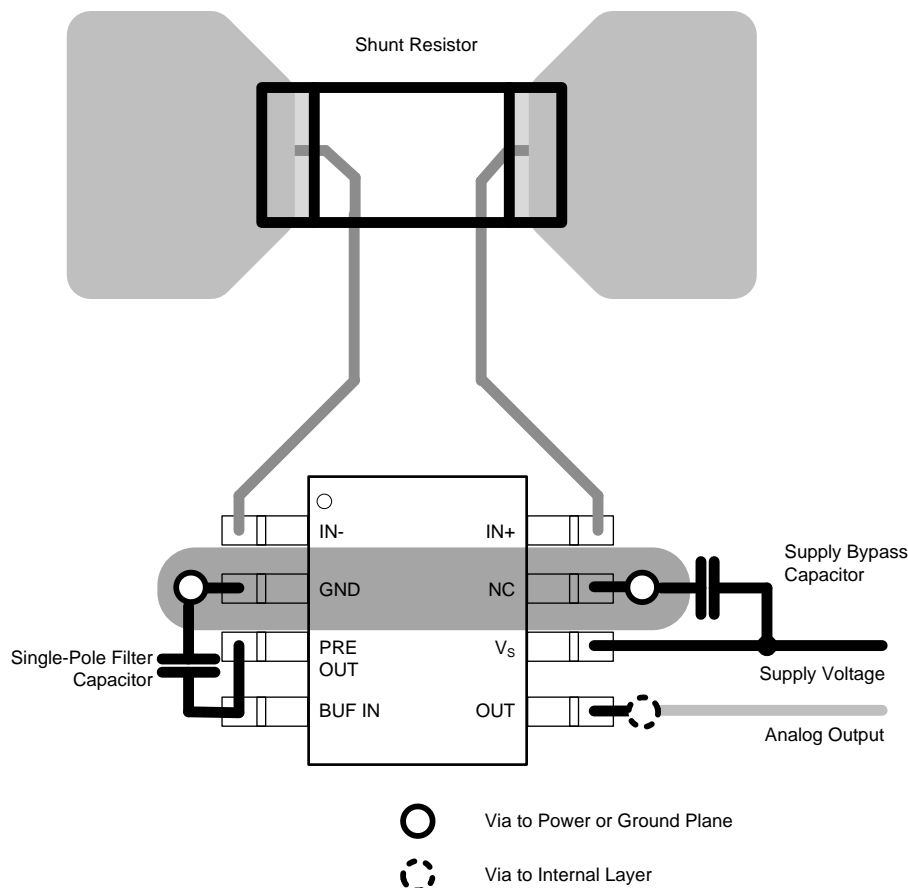 Shunt Resistor
IN-
IN+
GND
NC
Supply Bypass
Capacitor
Single-Pole Filter
Capacitor
PRE
OUT
VS
Supply Voltage
BUF IN
OUT
Analog Output
Via to Power or Ground Plane
Via to Internal Layer